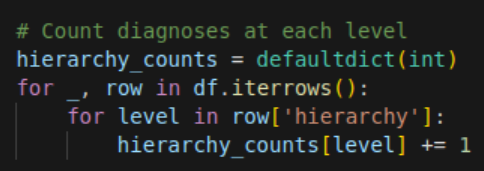 # Count diagnoses at each level
hierarchy_counts = defaultdict(int)
for _, row in df.iterrows():
    for level in row['hierarchy']:
        hierarchy_counts[level] += 1